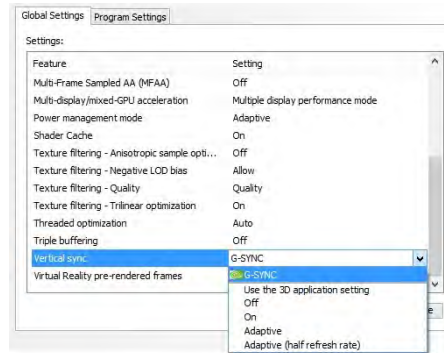 Global Settings Program Settings
Settings:
Feature Setting
Multi-Frame Sampled AA (MFAA) Off
Multi-display/mixed-GPU acceleration Multiple display performance mode
Power management mode Adaptive
Shader Cache On
Texture filtering - Anisotropic sample opti... Off
Texture filtering - Negative LOD bias Allow
Texture filtering - Quality Quality
Texture filtering - Trilinear optimization On
Threaded optimization Auto
Triple buffering Off
Vertical sync G-SYNC
Virtual Reality pre-rendered frames G-SYNC
Use the 3D application setting
Off
On
Adaptive
Adaptive (half refresh rate)